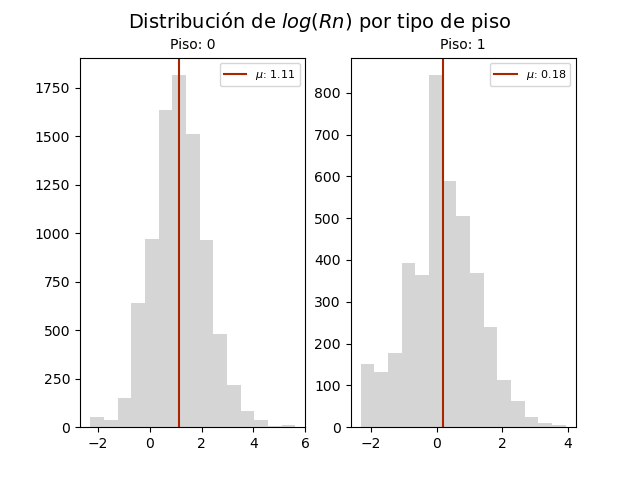 Distribución de log(Rn) por tipo de piso
Piso: 0
Piso: 1
μ: 1.11
μ: 0.18
1750
1500
1250
1000
750
500
250
0
−2 0 2 4 6
800
700
600
500
400
300
200
100
0
−2 0 2 4